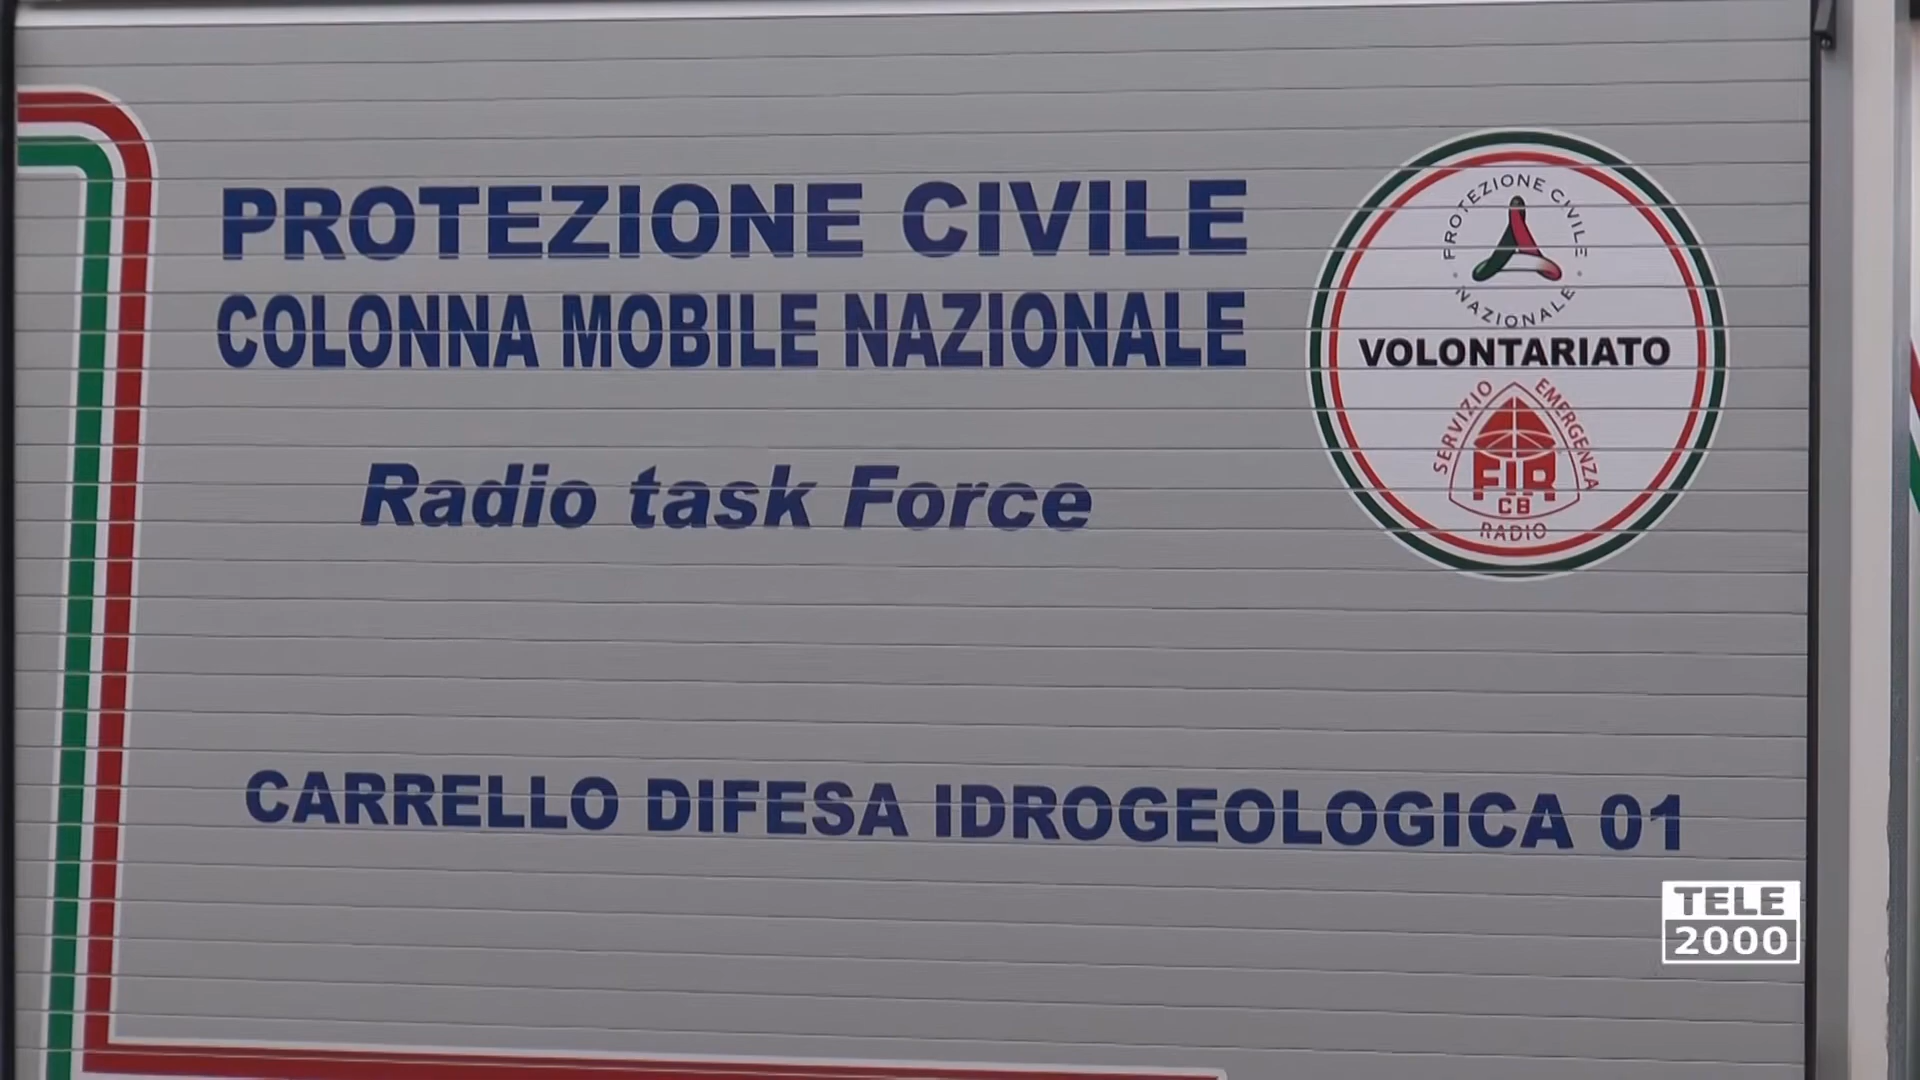 PROTEZIONE CIVILE
COLONNA MOBILE NAZIONALE
Radio task Force
PROTEZIONE CIVILE
NAZIONALE
VOLONTARIATO
SERVIZIO EMERGENZA
FIR
CB
RADIO
CARRELLO DIFESA IDROGEOLOGICA 01
TELE
2000